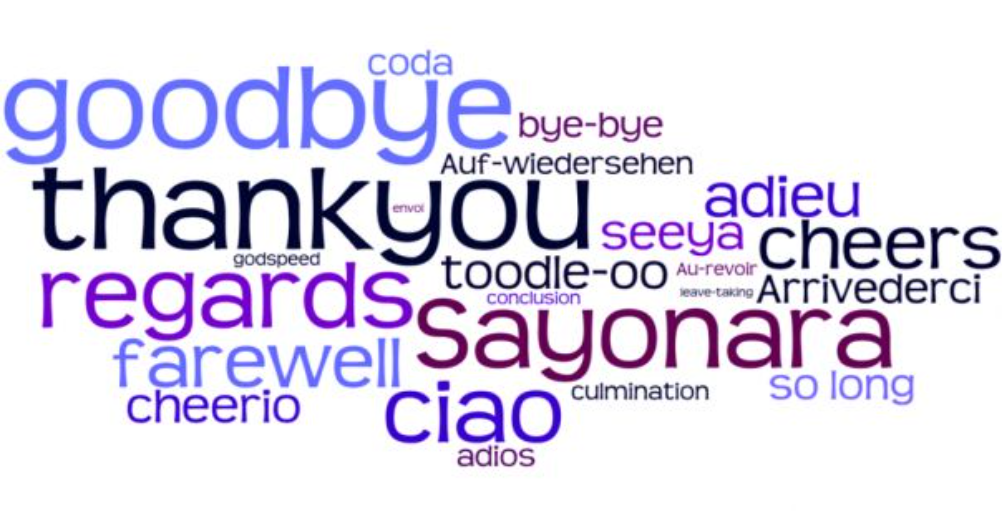 coda
goodbye
bye-bye
Auf-wiedersehen
thankyou
envoi
adieu
seeya
cheers
godspeed
toodle-oo
Au-revoir
regards
conclusion
leave-taking
Arrivederci
Sayonara
farewell
culmination
so long
cheerio
ciao
adios